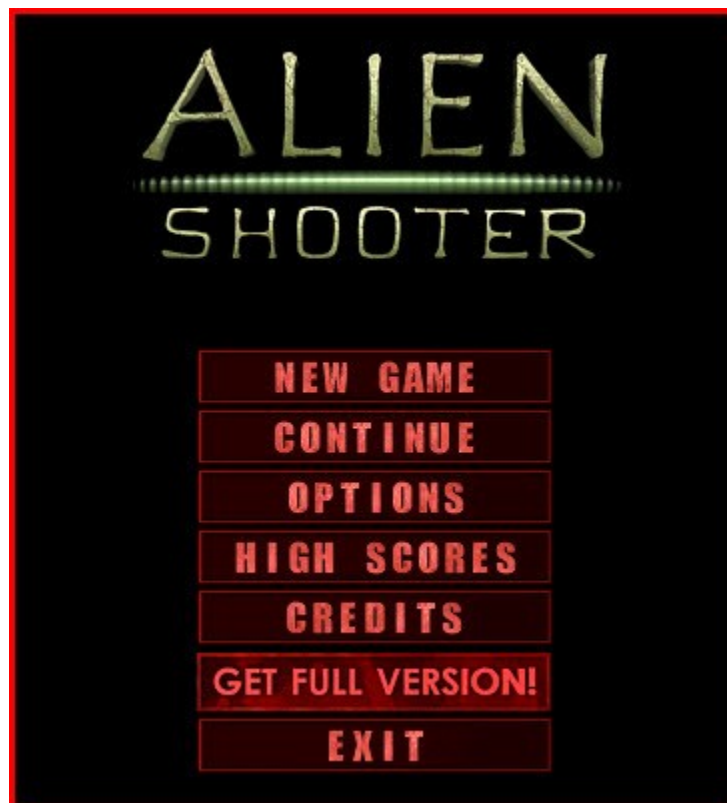 ALIEN
SHOOTER
NEW GAME
CONTINUE
OPTIONS
HIGH SCORES
CREDITS
GET FULL VERSION!
EXIT